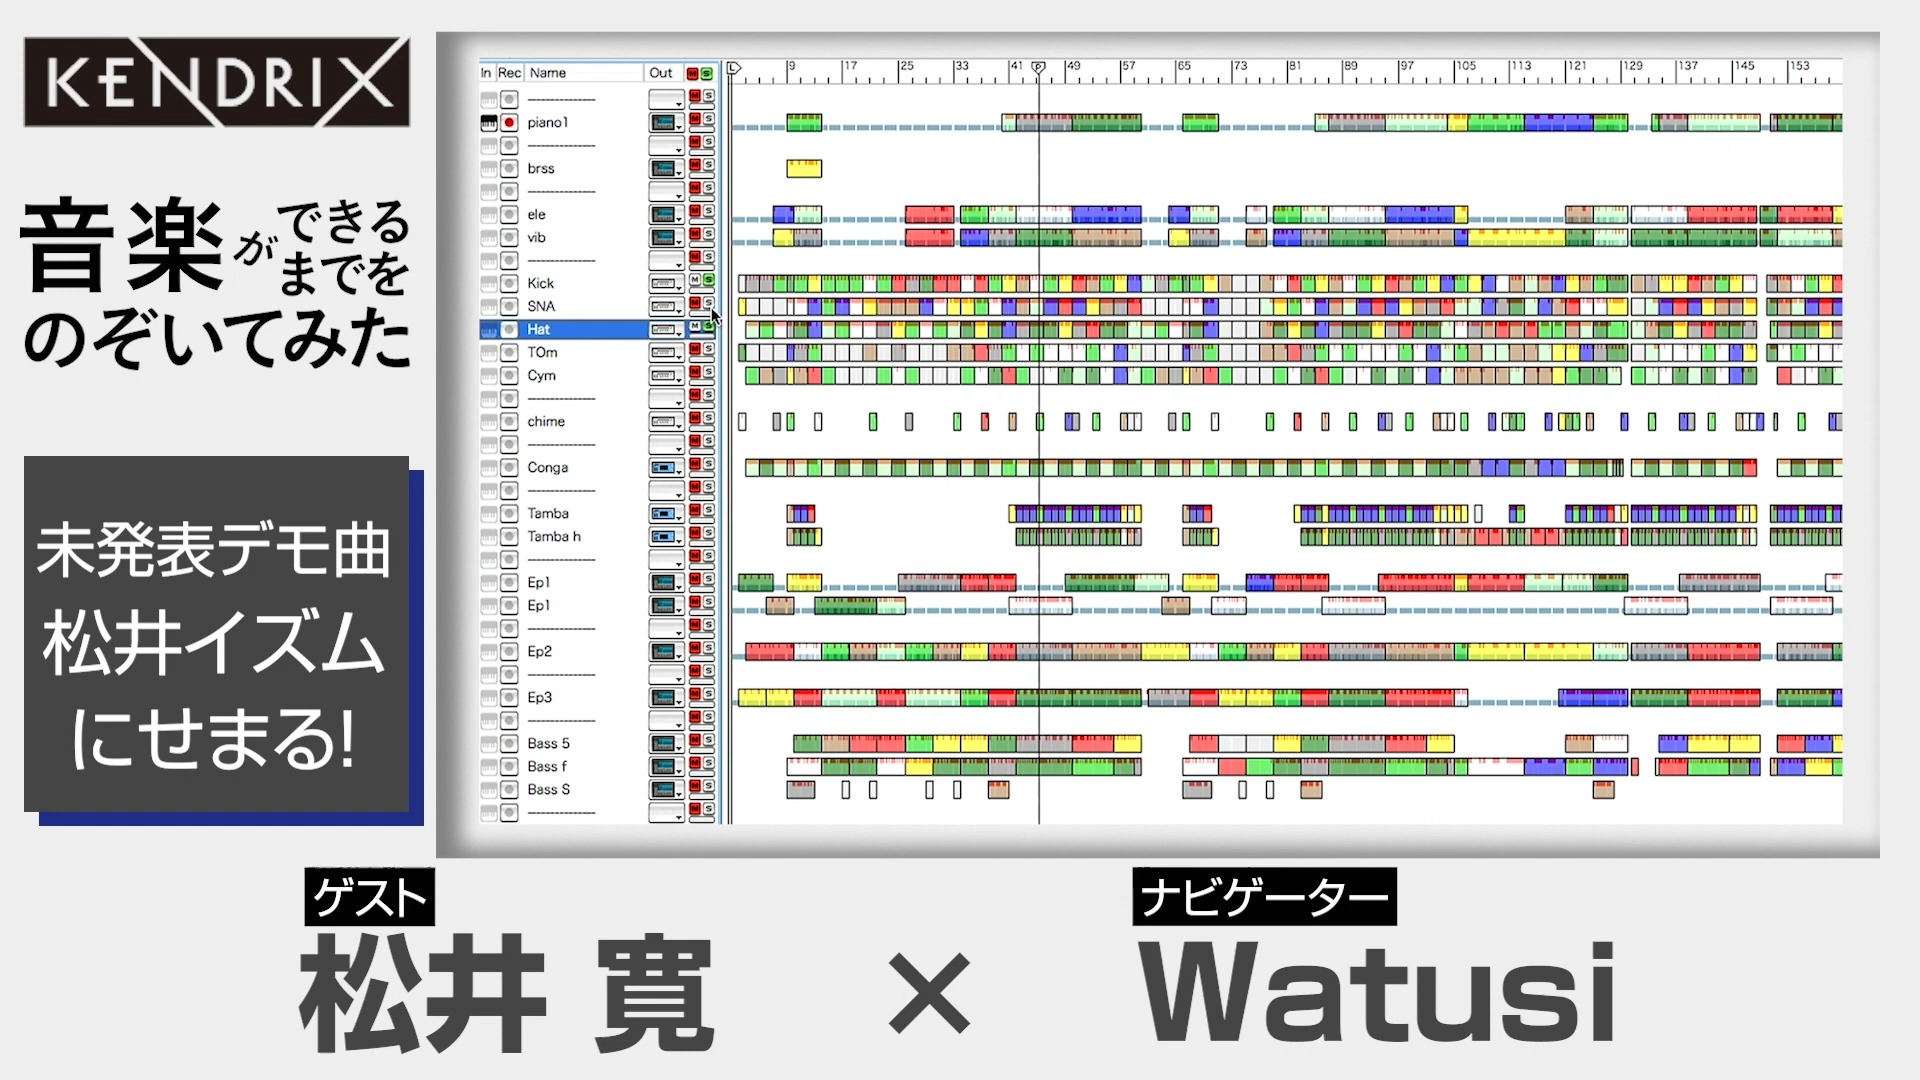 KENDRIX
音楽が
できる
までを
のぞいてみた
未発表デモ曲
松井イズム
にせまる!
In Rec Name Out M S
9 17 25 33 41 49 57 65 73 81 89 97 105 113 121 129 137 145 153
piano1
brss
ele
vib
Kick
SNA
Hat
TOm
Cym
chime
Conga
Tamba
Tamba h
Ep1
Ep1
Ep2
Ep3
Bass 5
Bass f
Bass S
ゲスト
松井 寛
×
ナビゲーター
Watusi